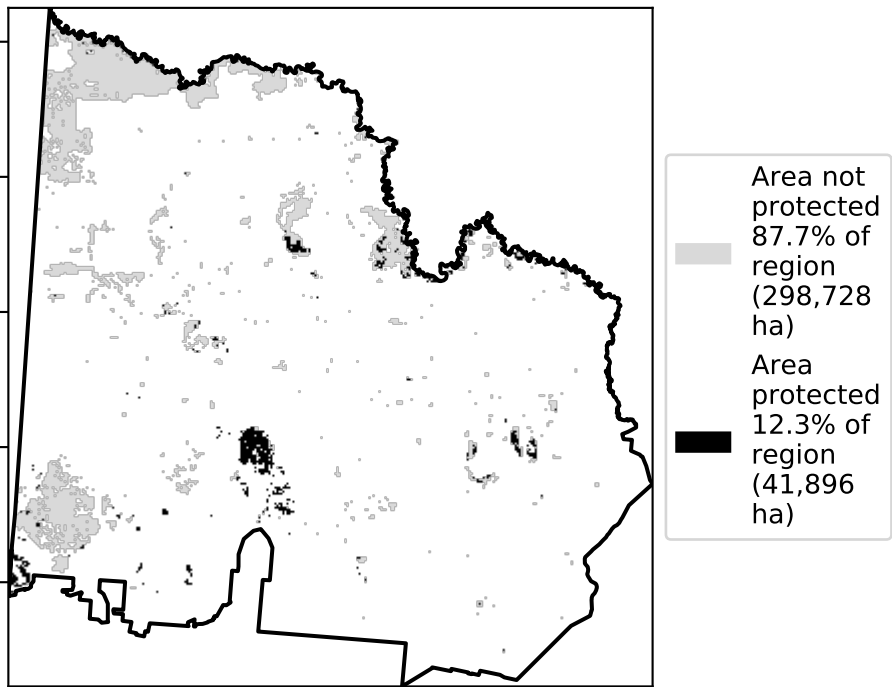 Area not
protected
87.7% of
region
(298,728
ha)
Area
protected
12.3% of
region
(41,896
ha)